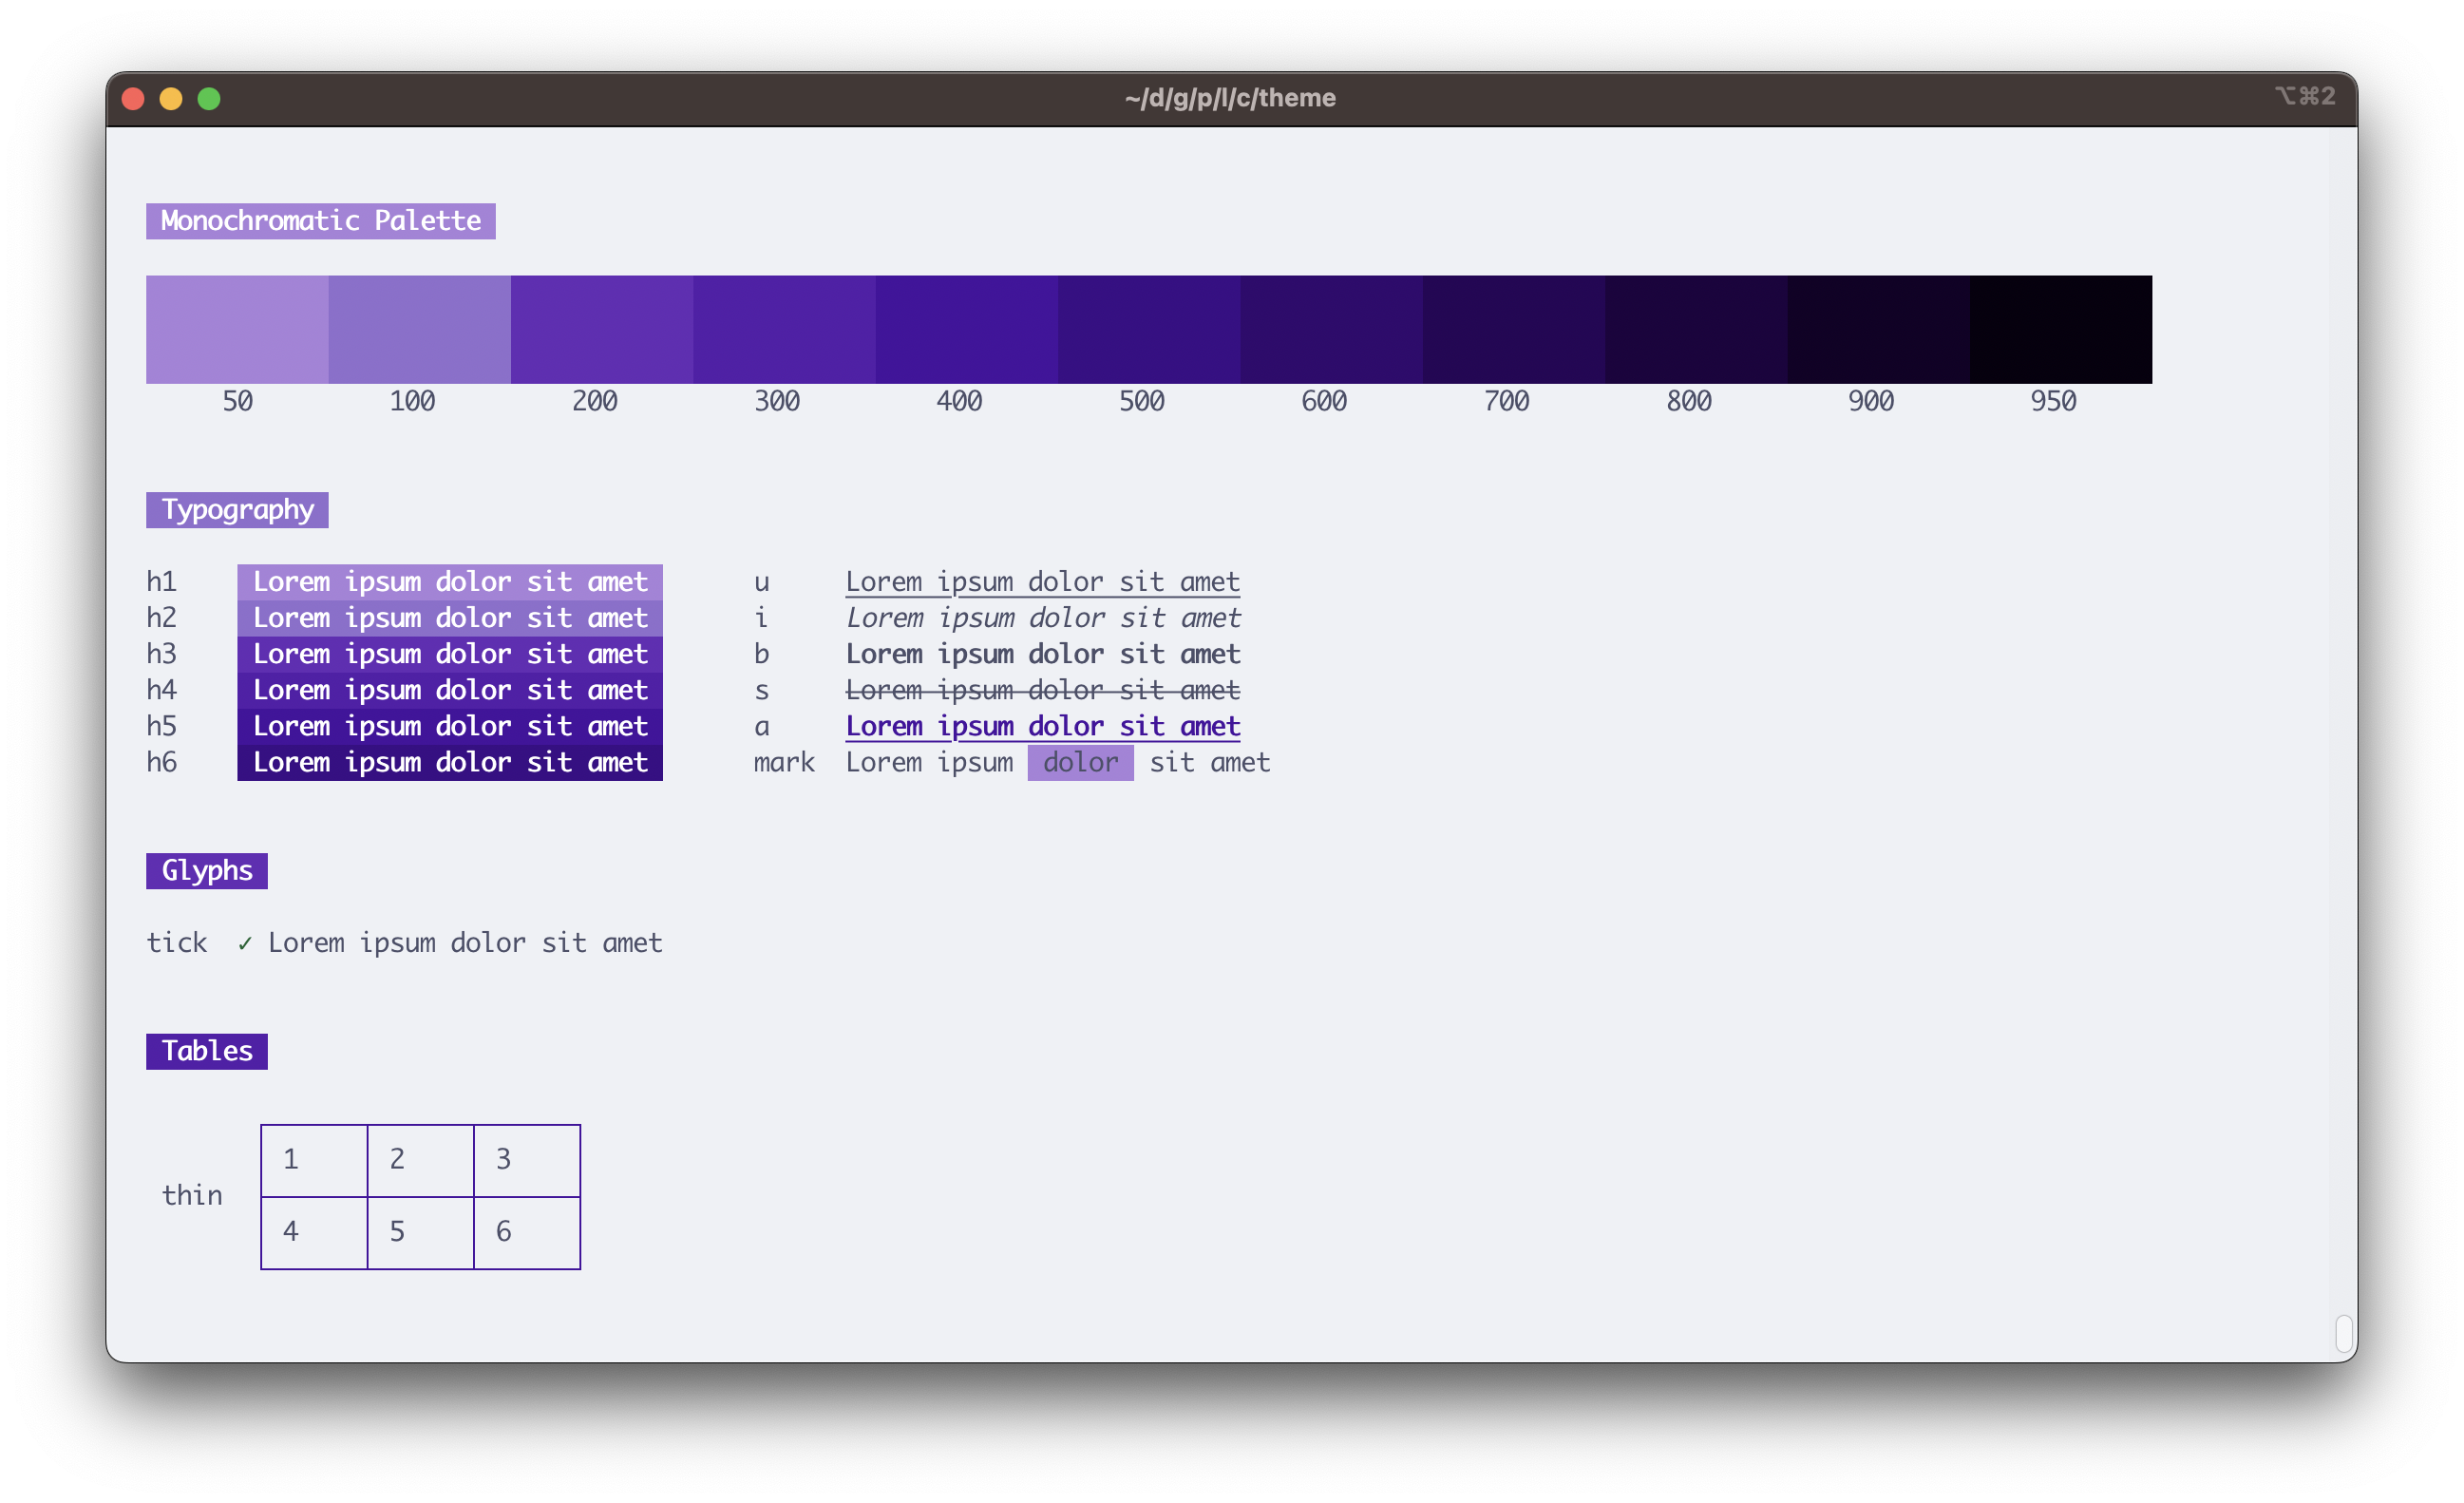 ~/d/g/p/l/c/theme
⌥⌘2
Monochromatic Palette
50 100 200 300 400 500 600 700 800 900 950
Typography
h1 Lorem ipsum dolor sit amet u Lorem ipsum dolor sit amet
h2 Lorem ipsum dolor sit amet i Lorem ipsum dolor sit amet
h3 Lorem ipsum dolor sit amet b Lorem ipsum dolor sit amet
h4 Lorem ipsum dolor sit amet s Lorem ipsum dolor sit amet
h5 Lorem ipsum dolor sit amet a Lorem ipsum dolor sit amet
h6 Lorem ipsum dolor sit amet mark Lorem ipsum dolor sit amet
Glyphs
tick ✓ Lorem ipsum dolor sit amet
Tables
1 2 3
thin
4 5 6